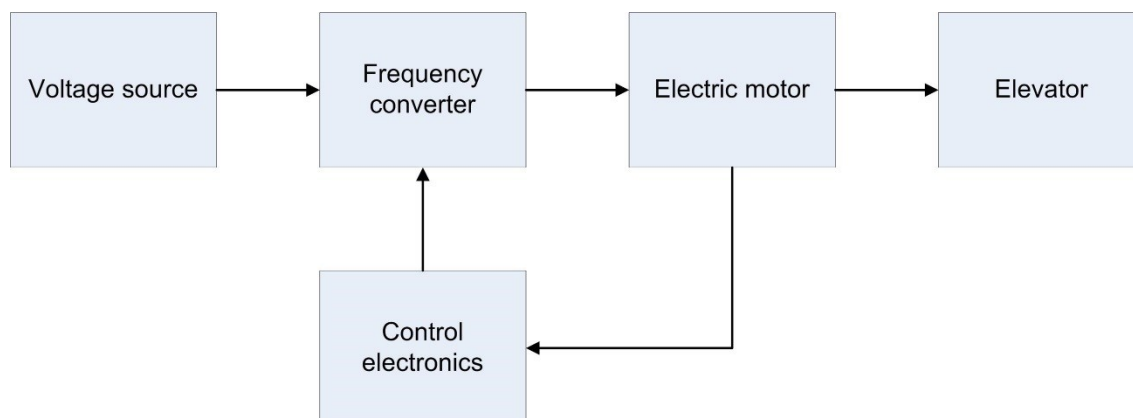 Voltage source
Frequency
converter
Electric motor
Elevator
Control
electronics